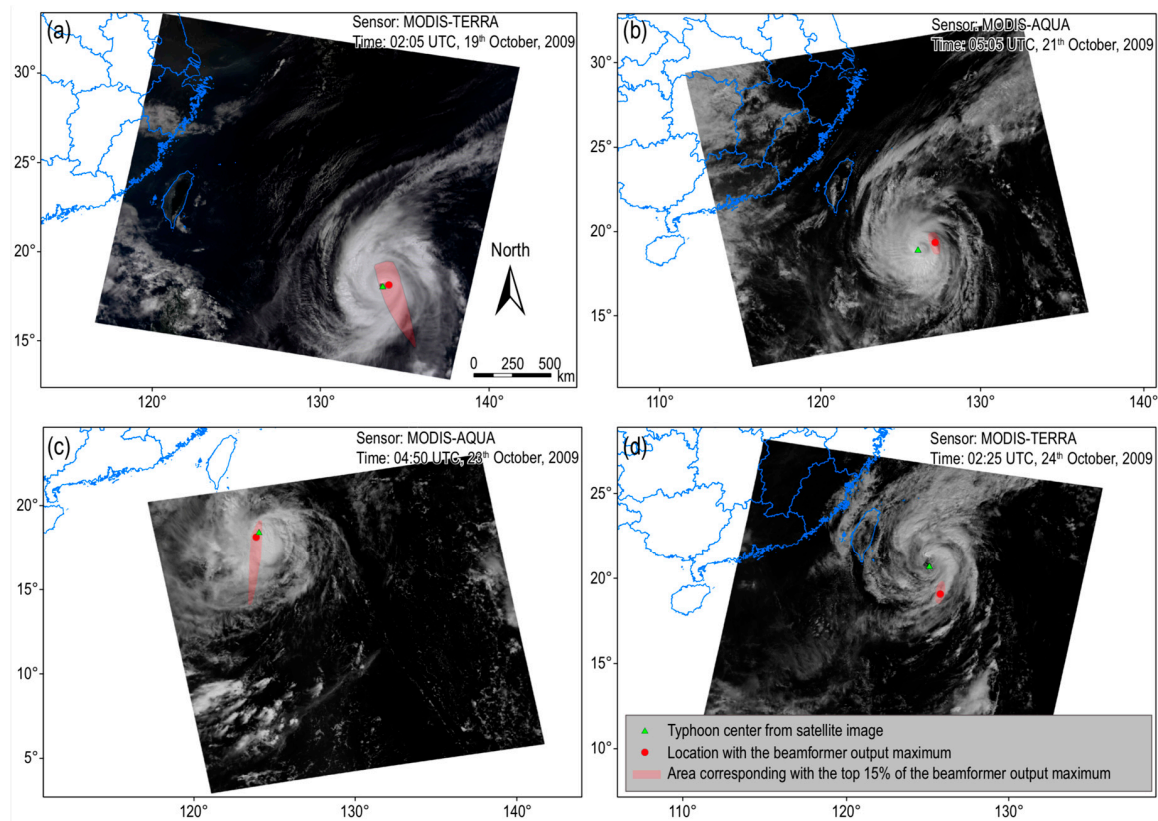 (a)
Sensor: MODIS-TERRA
Time: 02:05 UTC, 19th October, 2009
30°
25°
20°
15°
North
0 250 500
km
120° 130° 140°
(b)
Sensor: MODIS-AQUA
Time: 05:05 UTC, 21th October, 2009
30°
25°
20°
15°
110° 120° 130° 140°
(c)
Sensor: MODIS-AQUA
Time: 04:50 UTC, 28th October, 2009
20°
15°
10°
5°
120° 130° 140°
(d)
Sensor: MODIS-TERRA
Time: 02:25 UTC, 24th October, 2009
25°
20°
15°
10°
Typhoon center from satellite image
Location with the beamformer output maximum
Area corresponding with the top 15% of the beamformer output maximum
110° 120° 130°